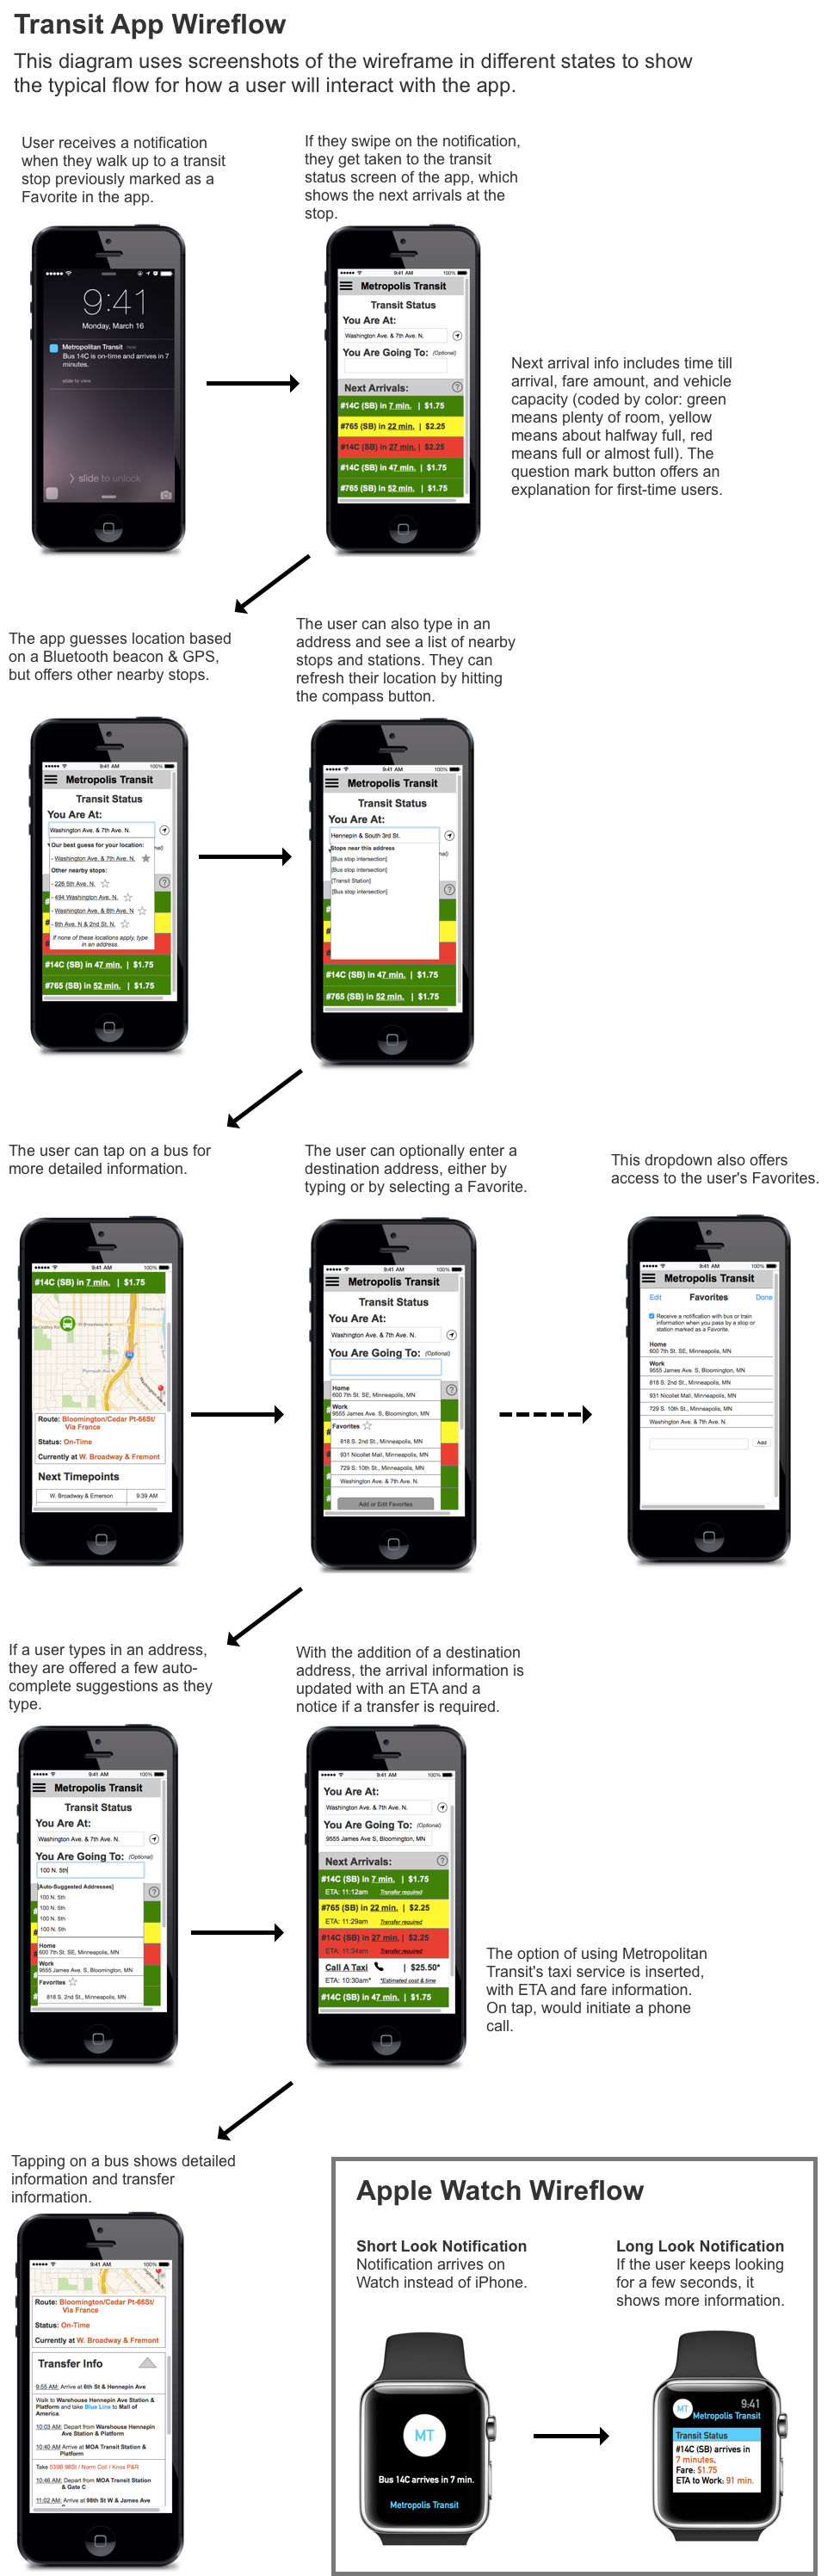 Transit App Wireflow
This diagram uses screenshots of the wireframe in different states to show
the typical flow for how a user will interact with the app.
User receives a notification
when they walk up to a transit
stop previously marked as a
Favorite in the app.
If they swipe on the notification,
they get taken to the transit
status screen of the app, which
shows the next arrivals at the
stop.
9:41
Monday, March 16
Metropolitan Transit now
Bus 14C is on-time and arrives in 7
minutes.
slide to view
> slide to unlock
9:41 AM
100%
Metropolis Transit
Transit Status
You Are At:
Washington Ave. & 7th Ave. N.
You Are Going To: (Optional)
Next Arrivals: ?
#14C (SB) in 7 min. | $1.75
#765 (SB) in 22 min. | $2.25
#14C (SB) in 27 min. | $2.25
#14C (SB) in 47 min. | $1.75
#765 (SB) in 52 min. | $1.75
Next arrival info includes time till
arrival, fare amount, and vehicle
capacity (coded by color: green
means plenty of room, yellow
means about halfway full, red
means full or almost full). The
question mark button offers an
explanation for first-time users.
The app guesses location based
on a Bluetooth beacon & GPS,
but offers other nearby stops.
The user can also type in an
address and see a list of nearby
stops and stations. They can
refresh their location by hitting
the compass button.
9:41 AM 100%
Metropolis Transit
Transit Status
You Are At:
Washington Ave. & 7th Ave. N.
Our best guess for your location:
- Washington Ave. & 7th Ave. N.
Other nearby stops:
- 226 5th Ave. N.
- 494 Washington Ave. N.
- Washington Ave. & 8th Ave. N
- 8th Ave. N & 2nd St. N.
If none of these locations apply, type
in an address.
nal)
?
#
#
#
#14C (SB) in 47 min. | $1.75
#765 (SB) in 52 min. | $1.75
9:41 AM 100%
Metropolis Transit
Transit Status
You Are At:
Hennepin & South 3rd St.
Stops near this address
[Bus stop intersection]
[Bus stop intersection]
[Transit Station]
[Bus stop intersection]
nal)
?
#
#
#
#14C (SB) in 47 min. | $1.75
#765 (SB) in 52 min. | $1.75
The user can tap on a bus for
more detailed information.
The user can optionally enter a
destination address, either by
typing or by selecting a Favorite.
This dropdown also offers
access to the user's Favorites.
9:41 AM 100%
#14C (SB) in 7 min. | $1.75
W Broadway Ave
Plymouth Ave N
Washington Ave
Route: Bloomington/Cedar Pt-66St/
Via France
Status: On-Time
Currently at W. Broadway & Fremont
Next Timepoints
W. Broadway & Emerson 9:39 AM
9:41 AM 100%
Metropolis Transit
Transit Status
You Are At:
Washington Ave. & 7th Ave. N.
You Are Going To: (Optional)
?
Home
600 7th St. SE, Minneapolis, MN
Work
9555 James Ave. S, Bloomington, MN
Favorites
818 S. 2nd St., Minneapolis, MN
931 Nicollet Mall, Minneapolis, MN
729 S. 10th St., Minneapolis, MN
Washington Ave. & 7th Ave. N.
Add or Edit Favorites
9:41 AM 100%
Metropolis Transit
Edit Favorites Done
Receive a notification with bus or train
information when you pass by a stop or
station marked as a Favorite.
Home
600 7th St. SE, Minneapolis, MN
Work
9555 James Ave. S, Bloomington, MN
818 S. 2nd St., Minneapolis, MN
931 Nicollet Mall, Minneapolis, MN
729 S. 10th St., Minneapolis, MN
Washington Ave. & 7th Ave. N.
Add
If a user types in an address,
they are offered a few auto-
complete suggestions as they
type.
With the addition of a destination
address, the arrival information is
updated with an ETA and a
notice if a transfer is required.
9:41 AM 100%
Metropolis Transit
Transit Status
You Are At:
Washington Ave. & 7th Ave. N.
You Are Going To: (Optional)
100 N. 5th
[Auto-Suggested Addresses]
100 N. 5th
100 N. 5th
100 N. 5th
100 N. 5th
?
Home
600 7th St. SE, Minneapolis, MN
Work
9555 James Ave. S, Bloomington, MN
Favorites
818 S. 2nd St., Minneapolis, MN
9:41 AM 100%
You Are At:
Washington Ave. & 7th Ave. N.
You Are Going To: (Optional)
9555 James Ave S, Bloomington, MN
Next Arrivals: ?
#14C (SB) in 7 min. | $1.75
ETA: 11:12am Transfer required
#765 (SB) in 22 min. | $2.25
ETA: 11:29am Transfer required
#14C (SB) in 27 min. | $2.25
ETA: 11:34am Transfer required
Call A Taxi | $25.50*
ETA: 10:30am* *Estimated cost & time
#14C (SB) in 47 min. | $1.75
The option of using Metropolitan
Transit's taxi service is inserted,
with ETA and fare information.
On tap, would initiate a phone
call.
Tapping on a bus shows detailed
information and transfer
information.
9:41 AM 100%
Route: Bloomington/Cedar Pt-66St/
Via France
Status: On-Time
Currently at W. Broadway & Fremont
Transfer Info
9:55 AM: Arrive at 6th St & Hennepin Ave
Walk to Warehouse Hennepin Ave Station &
Platform and take Blue Line to Mall of
America.
10:03 AM: Depart from Warehouse Hennepin
Ave Station & Platform
10:40 AM Arrive at MOA Transit Station &
Platform
Take 539B 98St / Norm Coll / Knox P&R
10:46 AM: Depart from MOA Transit Station
& Gate C
11:02 AM: Arrive at 98th St W & James Ave
Apple Watch Wireflow
Short Look Notification
Notification arrives on
Watch instead of iPhone.
Long Look Notification
If the user keeps looking
for a few seconds, it
shows more information.
MT
Bus 14C arrives in 7 min.
Metropolis Transit
MT
9:41
Metropolis Transit
Transit Status
#14C (SB) arrives in
7 minutes.
Fare: $1.75
ETA to Work: 91 min.